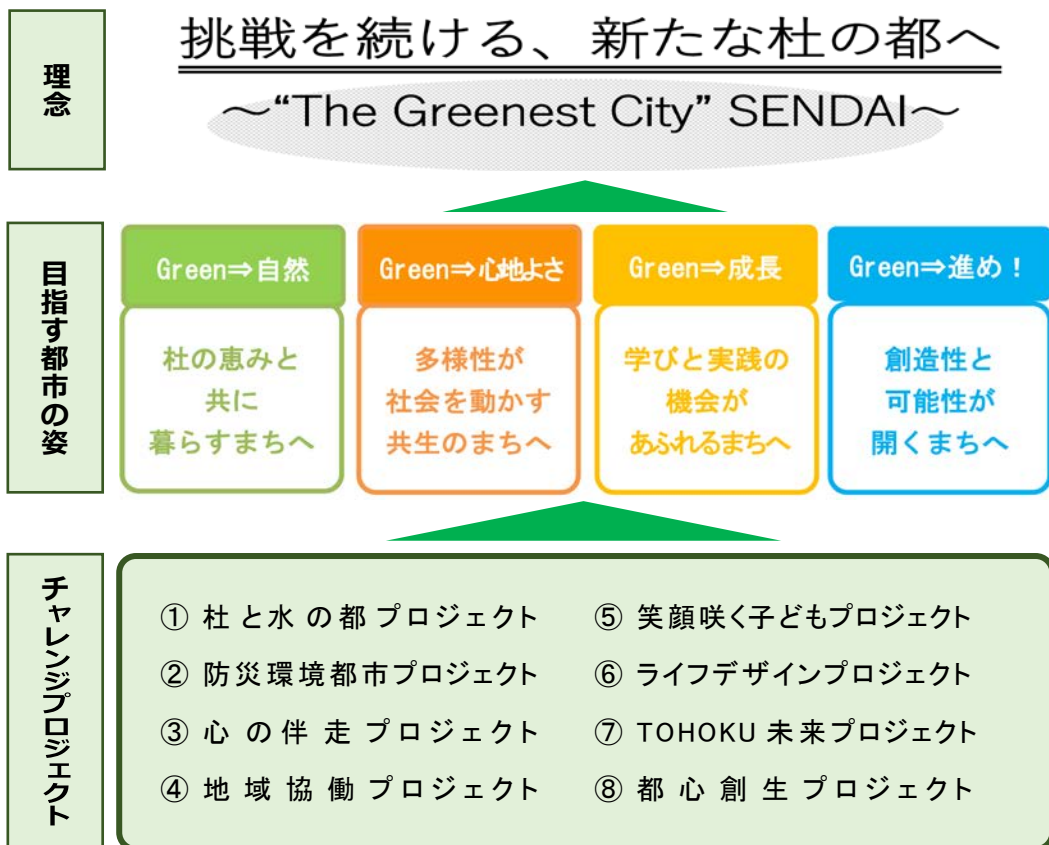 理念
挑戦を続ける、新たな杜の都へ
～“The Greenest City” SENDAI～
目指す都市の姿
Green⇒自然
杜の恵みと
共に
暮らすまちへ
Green⇒心地よさ
多様性が
社会を動かす
共生のまちへ
Green⇒成長
学びと実践の
機会が
あふれるまちへ
Green⇒進め！
創造性と
可能性が
開くまちへ
チャレンジプロジェクト
① 杜と水の都プロジェクト
② 防災環境都市プロジェクト
③ 心の伴走プロジェクト
④ 地域協働プロジェクト
⑤ 笑顔咲く子どもプロジェクト
⑥ ライフデザインプロジェクト
⑦ TOHOKU 未来プロジェクト
⑧ 都心創生プロジェクト